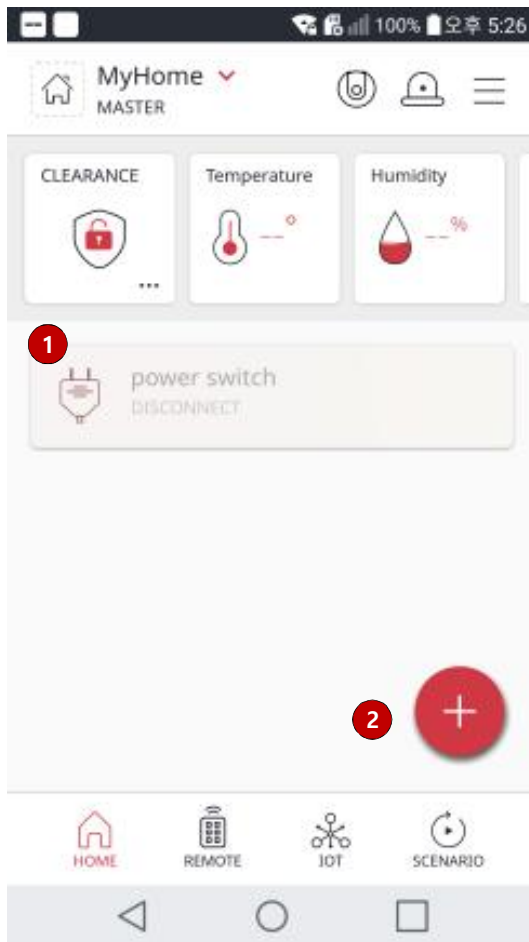 100% 오후 5:26
MyHome
MASTER
CLEARANCE
Temperature
Humidity
--°
--%
...
1
power switch
DISCONNECT
2
+
HOME
REMOTE
IOT
SCENARIO